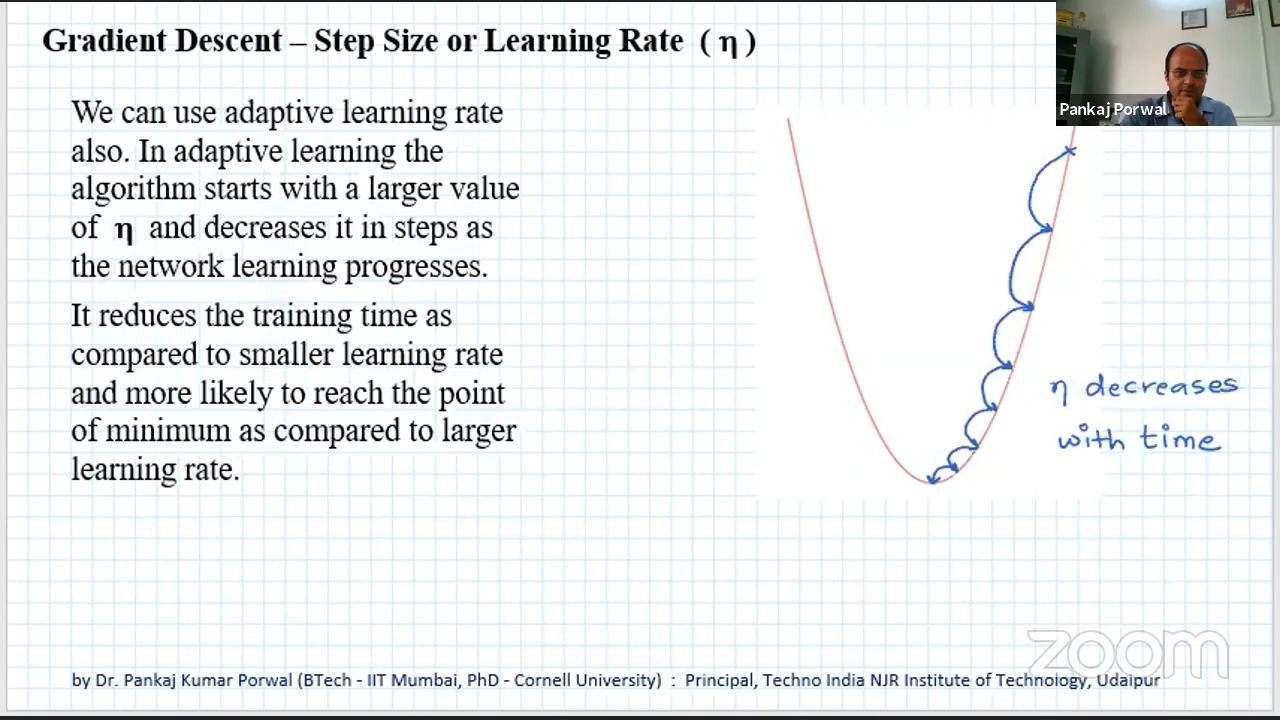 Gradient Descent – Step Size or Learning Rate ( η )
Pankaj Porwal
We can use adaptive learning rate
also. In adaptive learning the
algorithm starts with a larger value
of η and decreases it in steps as
the network learning progresses.
It reduces the training time as
compared to smaller learning rate
and more likely to reach the point
of minimum as compared to larger
learning rate.
η decreases
with time
zoom
by Dr. Pankaj Kumar Porwal (BTech - IIT Mumbai, PhD - Cornell University) : Principal, Techno India NJR Institute of Technology, Udaipur